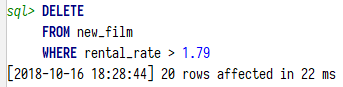 sql> DELETE
FROM new_film
WHERE rental_rate > 1.79
[2018-10-16 18:28:44] 20 rows affected in 22 ms